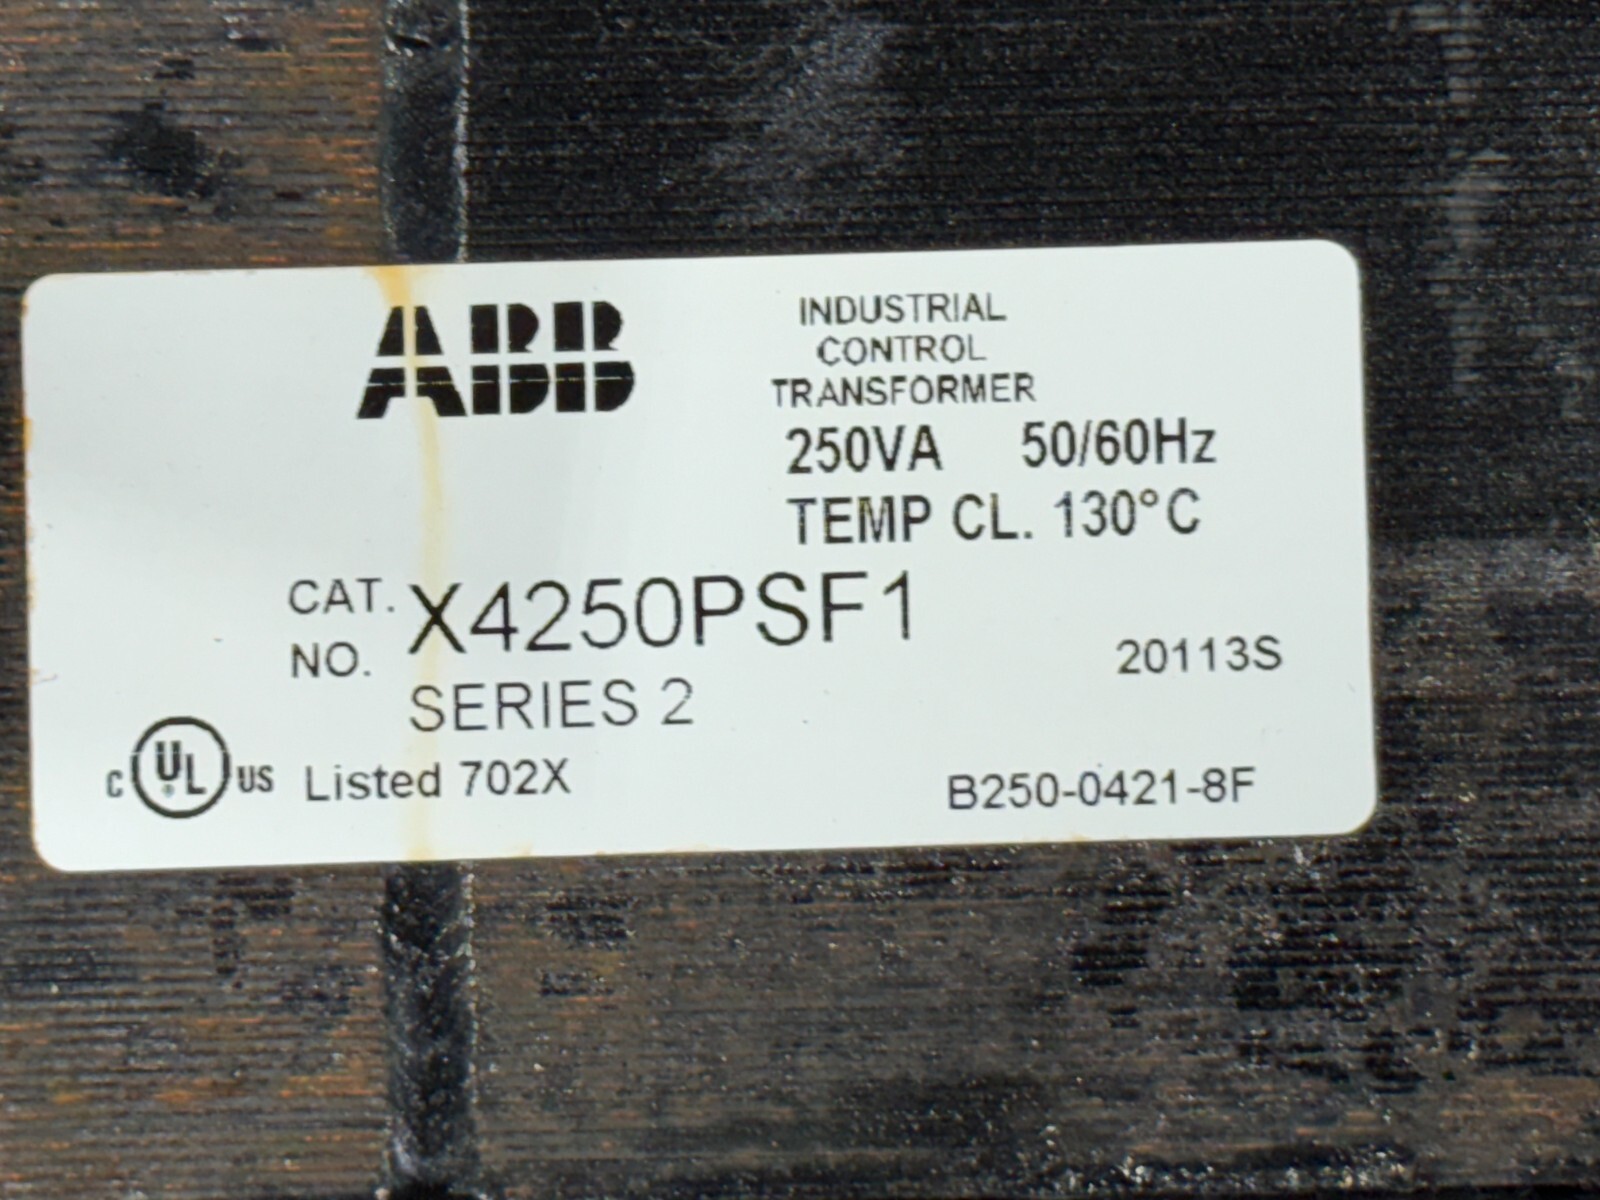 ABB
INDUSTRIAL
CONTROL
TRANSFORMER
250VA 50/60Hz
TEMP CL. 130°C
CAT. NO. X4250PSF1
SERIES 2
20113S
C UL® US Listed 702X
B250-0421-8F